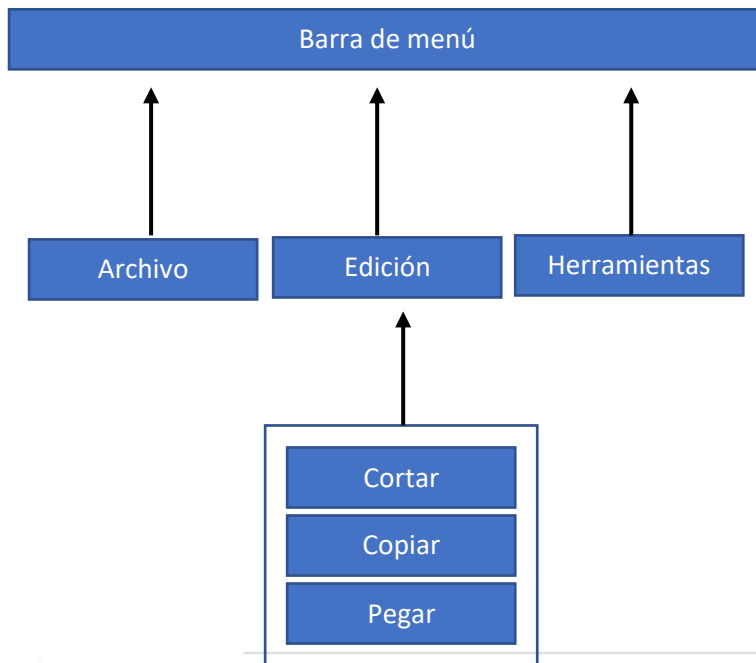 Barra de menú
Archivo
Edición
Herramientas
Cortar
Copiar
Pegar